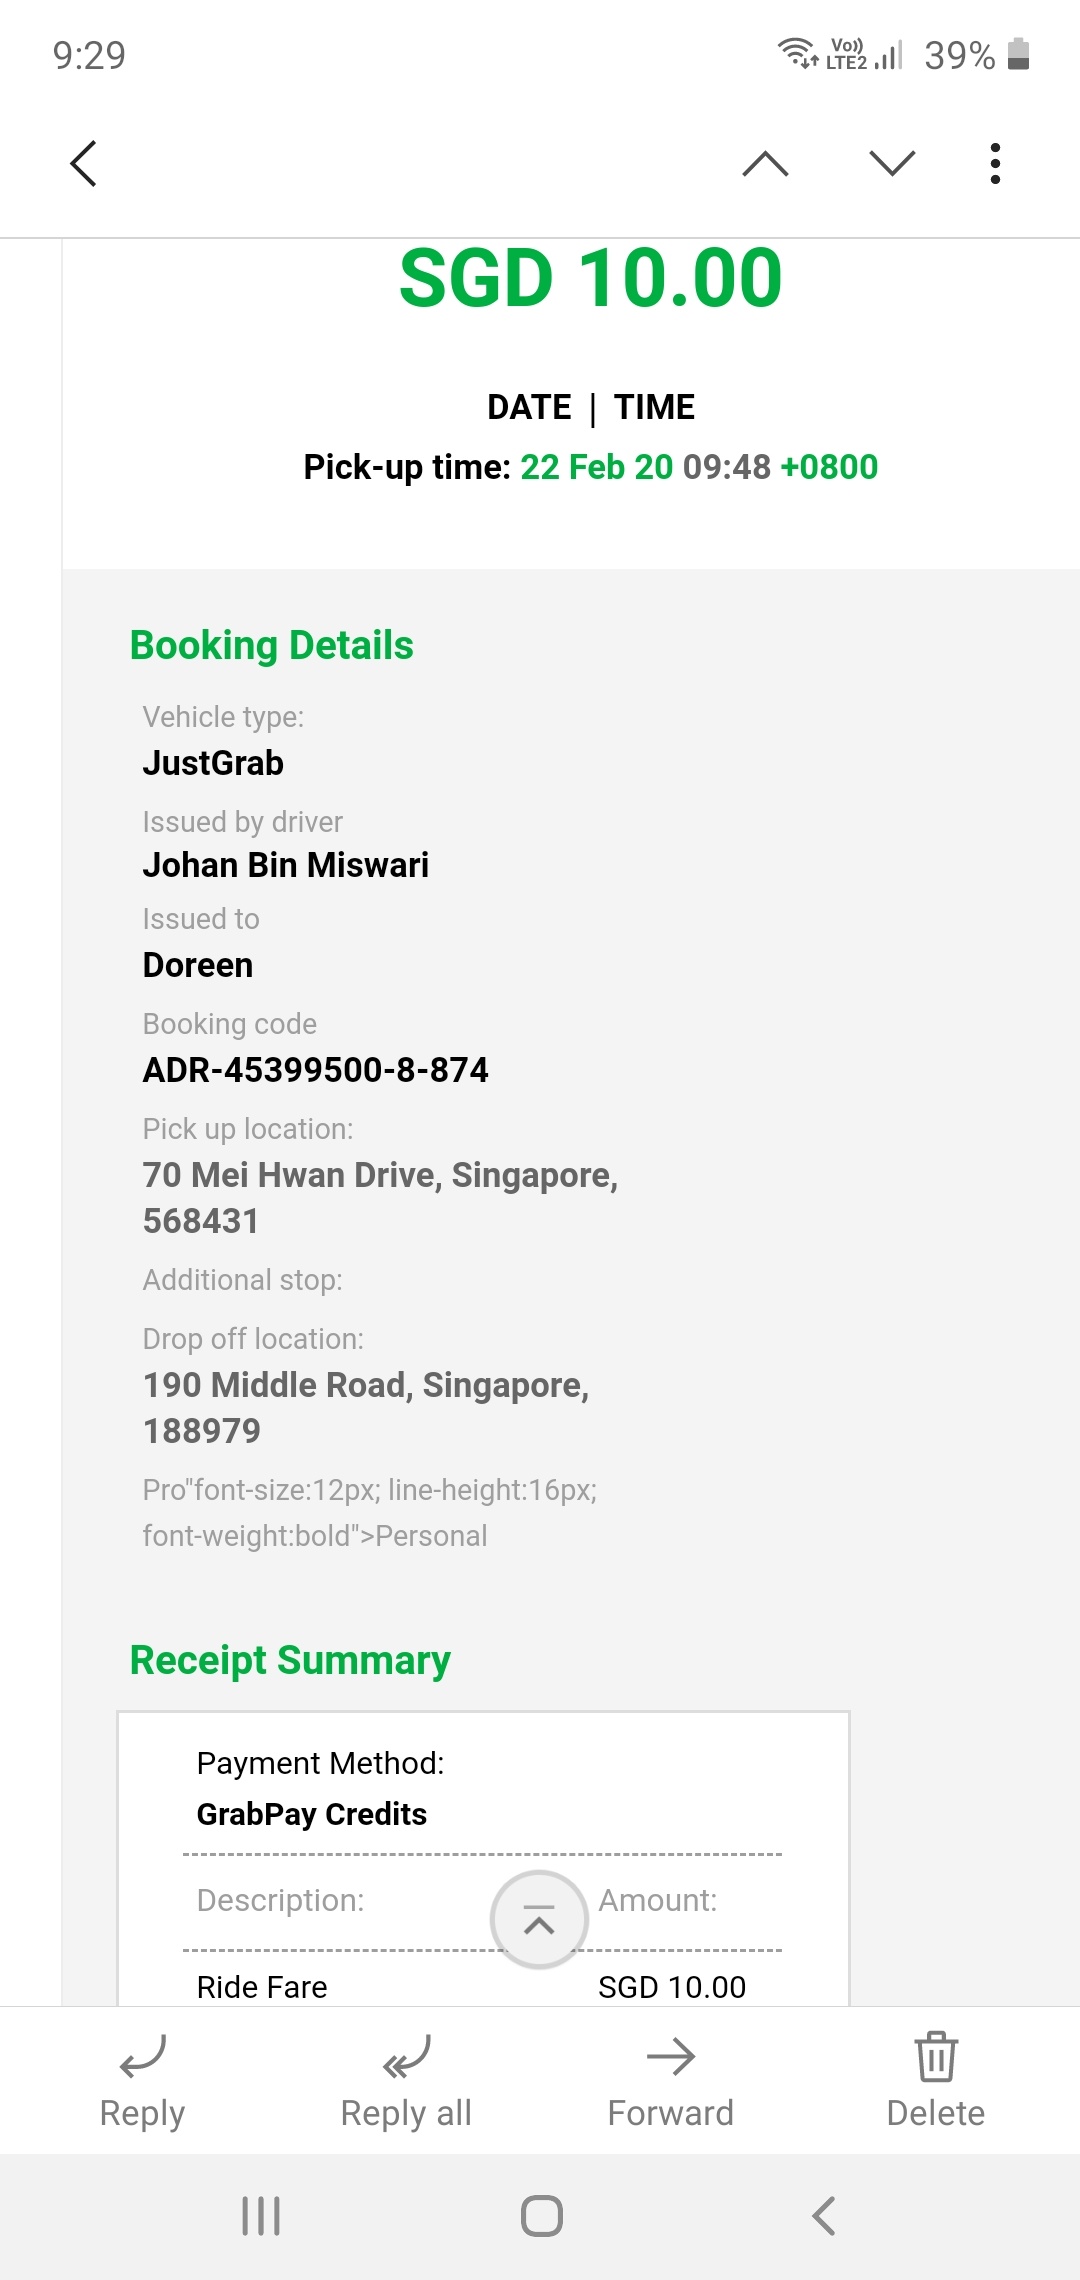 9:29
Vo)) LTE2 39%
SGD 10.00
DATE | TIME
Pick-up time: 22 Feb 20 09:48 +0800
Booking Details
Vehicle type:
JustGrab
Issued by driver
Johan Bin Miswari
Issued to
Doreen
Booking code
ADR-45399500-8-874
Pick up location:
70 Mei Hwan Drive, Singapore,
568431
Additional stop:
Drop off location:
190 Middle Road, Singapore,
188979
Pro"font-size:12px; line-height:16px;
font-weight:bold">Personal
Receipt Summary
Payment Method:
GrabPay Credits
Description: Amount:
Ride Fare SGD 10.00
Reply Reply all Forward Delete